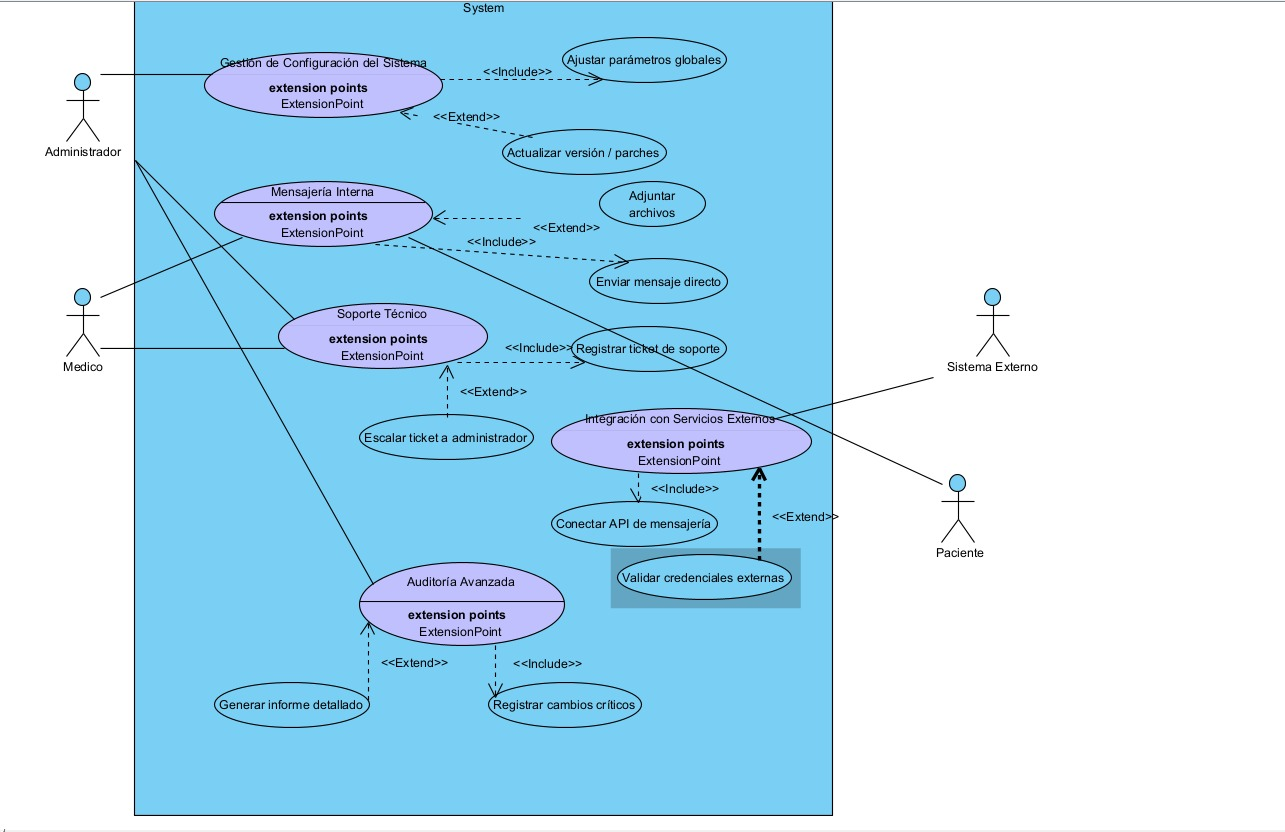 System
Gestión de Configuración del Sistema
extension points
ExtensionPoint
<<Include>>
Ajustar parámetros globales
<<Extend>>
Actualizar versión / parches
Administrador
Mensajería Interna
extension points
ExtensionPoint
Adjuntar
archivos
<<Extend>>
<<Include>>
Enviar mensaje directo
Medico
Soporte Técnico
extension points
ExtensionPoint
<<Include>>
Registrar ticket de soporte
<<Extend>>
Escalar ticket a administrador
Sistema Externo
Integración con Servicios Externos
extension points
ExtensionPoint
<<Include>>
<<Extend>>
Conectar API de mensajería
Validar credenciales externas
Paciente
Auditoría Avanzada
extension points
ExtensionPoint
<<Extend>>
<<Include>>
Generar informe detallado
Registrar cambios críticos